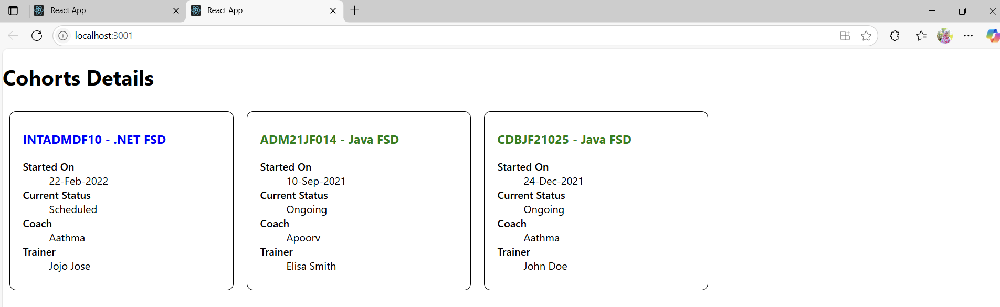 React App
React App
localhost:3001
Cohorts Details
INTADMDF10 - .NET FSD
Started On
22-Feb-2022
Current Status
Scheduled
Coach
Aathma
Trainer
Jojo Jose
ADM21JF014 - Java FSD
Started On
10-Sep-2021
Current Status
Ongoing
Coach
Apoorv
Trainer
Elisa Smith
CDBJF21025 - Java FSD
Started On
24-Dec-2021
Current Status
Ongoing
Coach
Aathma
Trainer
John Doe